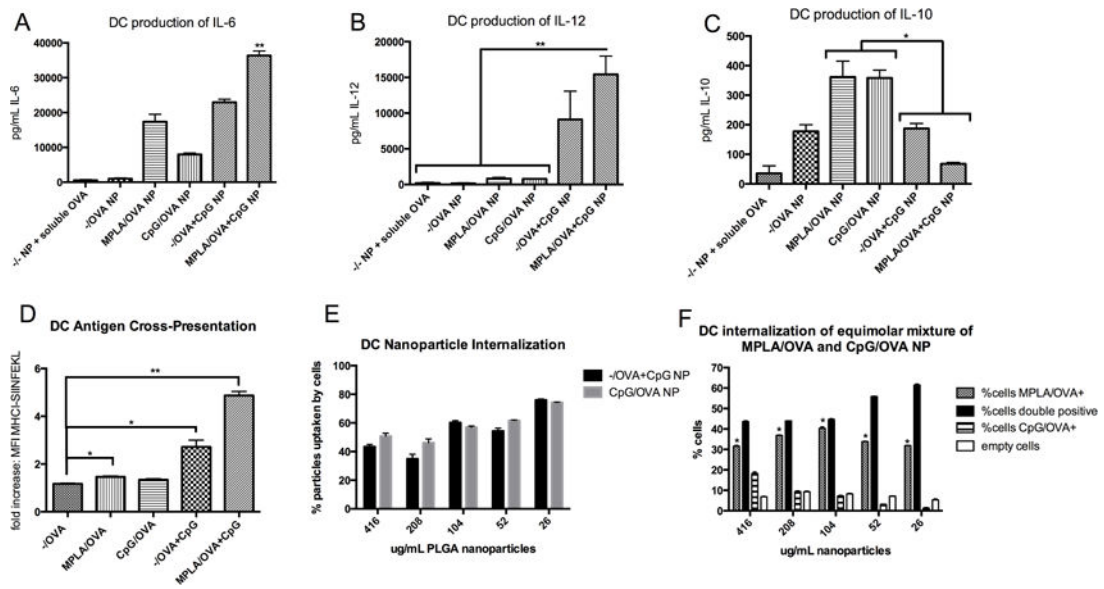 A
DC production of IL-6
pg/mL IL-6
40000
30000
20000
10000
0
**
-/- NP + soluble OVA
-/OVA NP
MPLA/OVA NP
CpG/OVA NP
-/OVA+CpG NP
MPLA/OVA+CpG NP
B
DC production of IL-12
pg/mL IL-12
20000
15000
10000
5000
0
**
-/- NP + soluble OVA
-/OVA NP
MPLA/OVA NP
CpG/OVA NP
-/OVA+CpG NP
MPLA/OVA+CpG NP
C
DC production of IL-10
pg/mL IL-10
500
400
300
200
100
0
*
-/- NP + soluble OVA
-/OVA NP
MPLA/OVA NP
CpG/OVA NP
-/OVA+CpG NP
MPLA/OVA+CpG NP
D
DC Antigen Cross-Presentation
fold increase: MFI MHCI-SIINFEKL
6
4
2
0
**
*
*
-/OVA
MPLA/OVA
CpG/OVA
-/OVA+CpG
MPLA/OVA+CpG
E
DC Nanoparticle Internalization
% particles uptaken by cells
100
80
60
40
20
0
416
208
104
52
26
ug/mL PLGA nanoparticles
-/OVA+CpG NP
CpG/OVA NP
F
DC internalization of equimolar mixture of
MPLA/OVA and CpG/OVA NP
% cells
70
60
50
40
30
20
10
0
*
*
*
*
*
416
208
104
52
26
ug/mL nanoparticles
%cells MPLA/OVA+
%cells double positive
%cells CpG/OVA+
empty cells